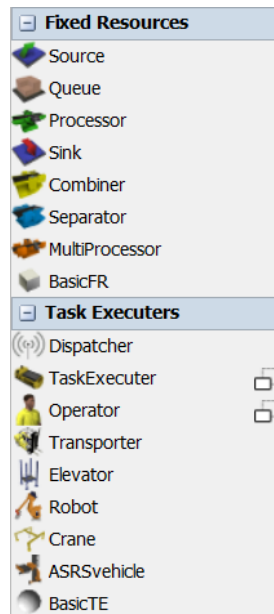 Fixed Resources
Source
Queue
Processor
Sink
Combiner
Separator
MultiProcessor
BasicFR
Task Executers
Dispatcher
TaskExecuter
Operator
Transporter
Elevator
Robot
Crane
ASRSvehicle
BasicTE